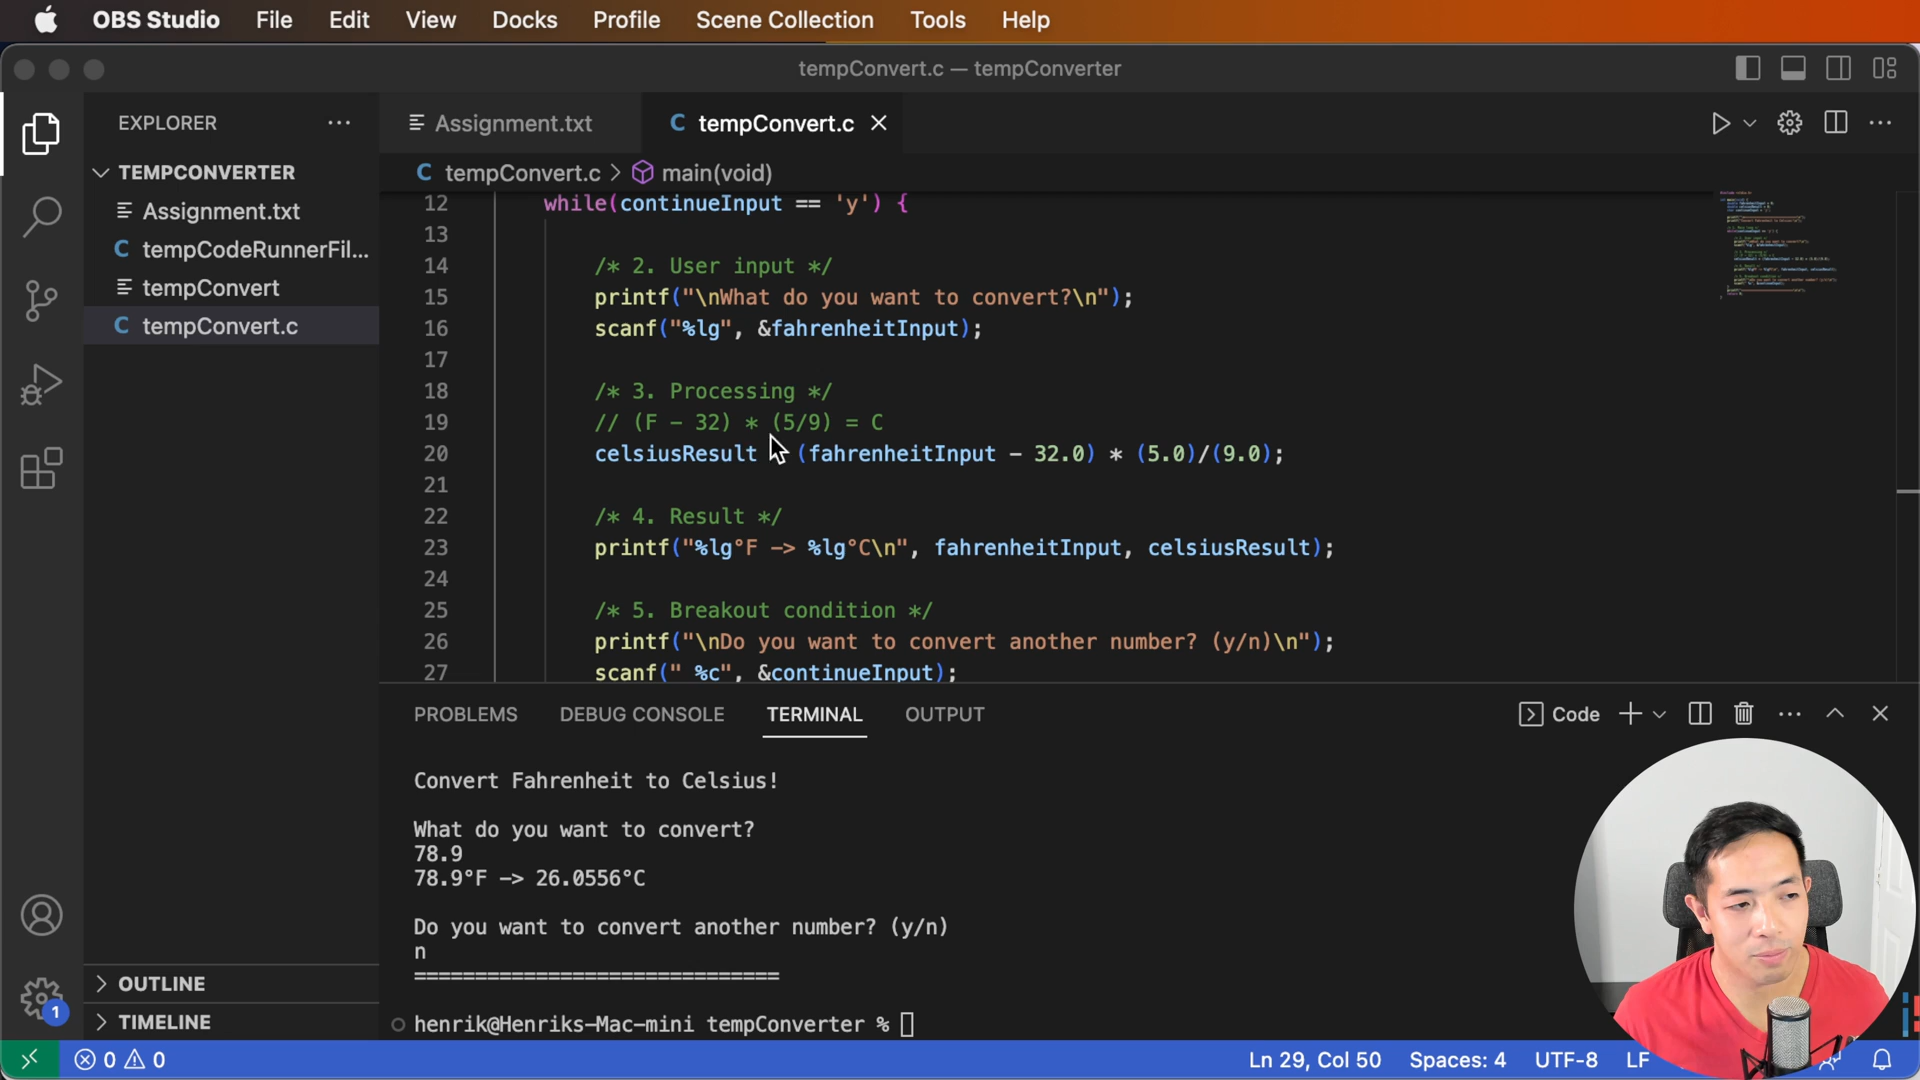 OBS Studio File Edit View Docks Profile Scene Collection Tools Help
tempConvert.c — tempConverter
EXPLORER
TEMPCONVERTER
Assignment.txt
tempCodeRunnerFil...
tempConvert
tempConvert.c
OUTLINE
TIMELINE
Assignment.txt tempConvert.c
tempConvert.c > main(void)
12 while(continueInput == 'y') {
13
14 /* 2. User input */
15 printf("\nWhat do you want to convert?\n");
16 scanf("%lg", &fahrenheitInput);
17
18 /* 3. Processing */
19 // (F - 32) * (5/9) = C
20 celsiusResult (fahrenheitInput - 32.0) * (5.0)/(9.0);
21
22 /* 4. Result */
23 printf("%lg°F -> %lg°C\n", fahrenheitInput, celsiusResult);
24
25 /* 5. Breakout condition */
26 printf("\nDo you want to convert another number? (y/n)\n");
27 scanf(" %c", &continueInput);
PROBLEMS DEBUG CONSOLE TERMINAL OUTPUT
Code
Convert Fahrenheit to Celsius!
What do you want to convert?
78.9
78.9°F -> 26.0556°C
Do you want to convert another number? (y/n)
n
==============================
henrik@Henriks-Mac-mini tempConverter %
1
0 0 Ln 29, Col 50 Spaces: 4 UTF-8 LF